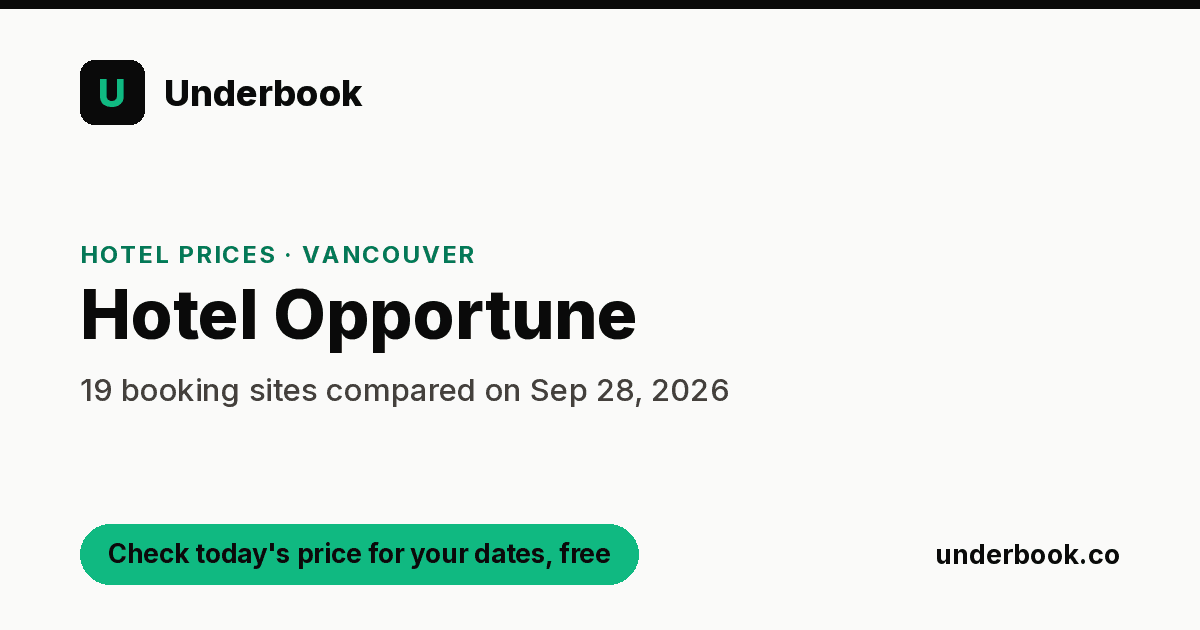 U
Underbook
HOTEL PRICES · VANCOUVER
Hotel Opportune
19 booking sites compared on Sep 28, 2026
Check today's price for your dates, free
underbook.co